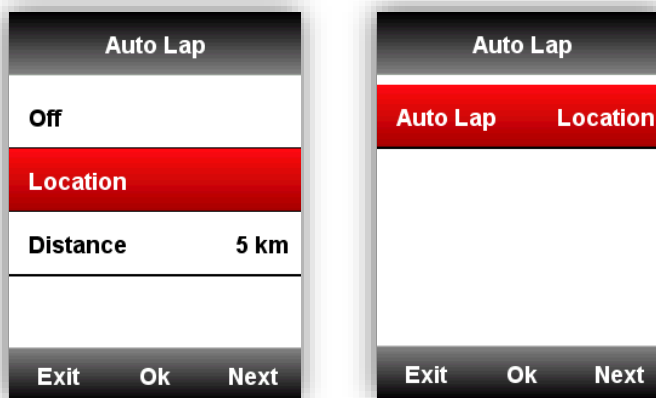 Auto Lap
Off
Location
Distance 5 km
Exit Ok Next
Auto Lap
Auto Lap Location
Exit Ok Next